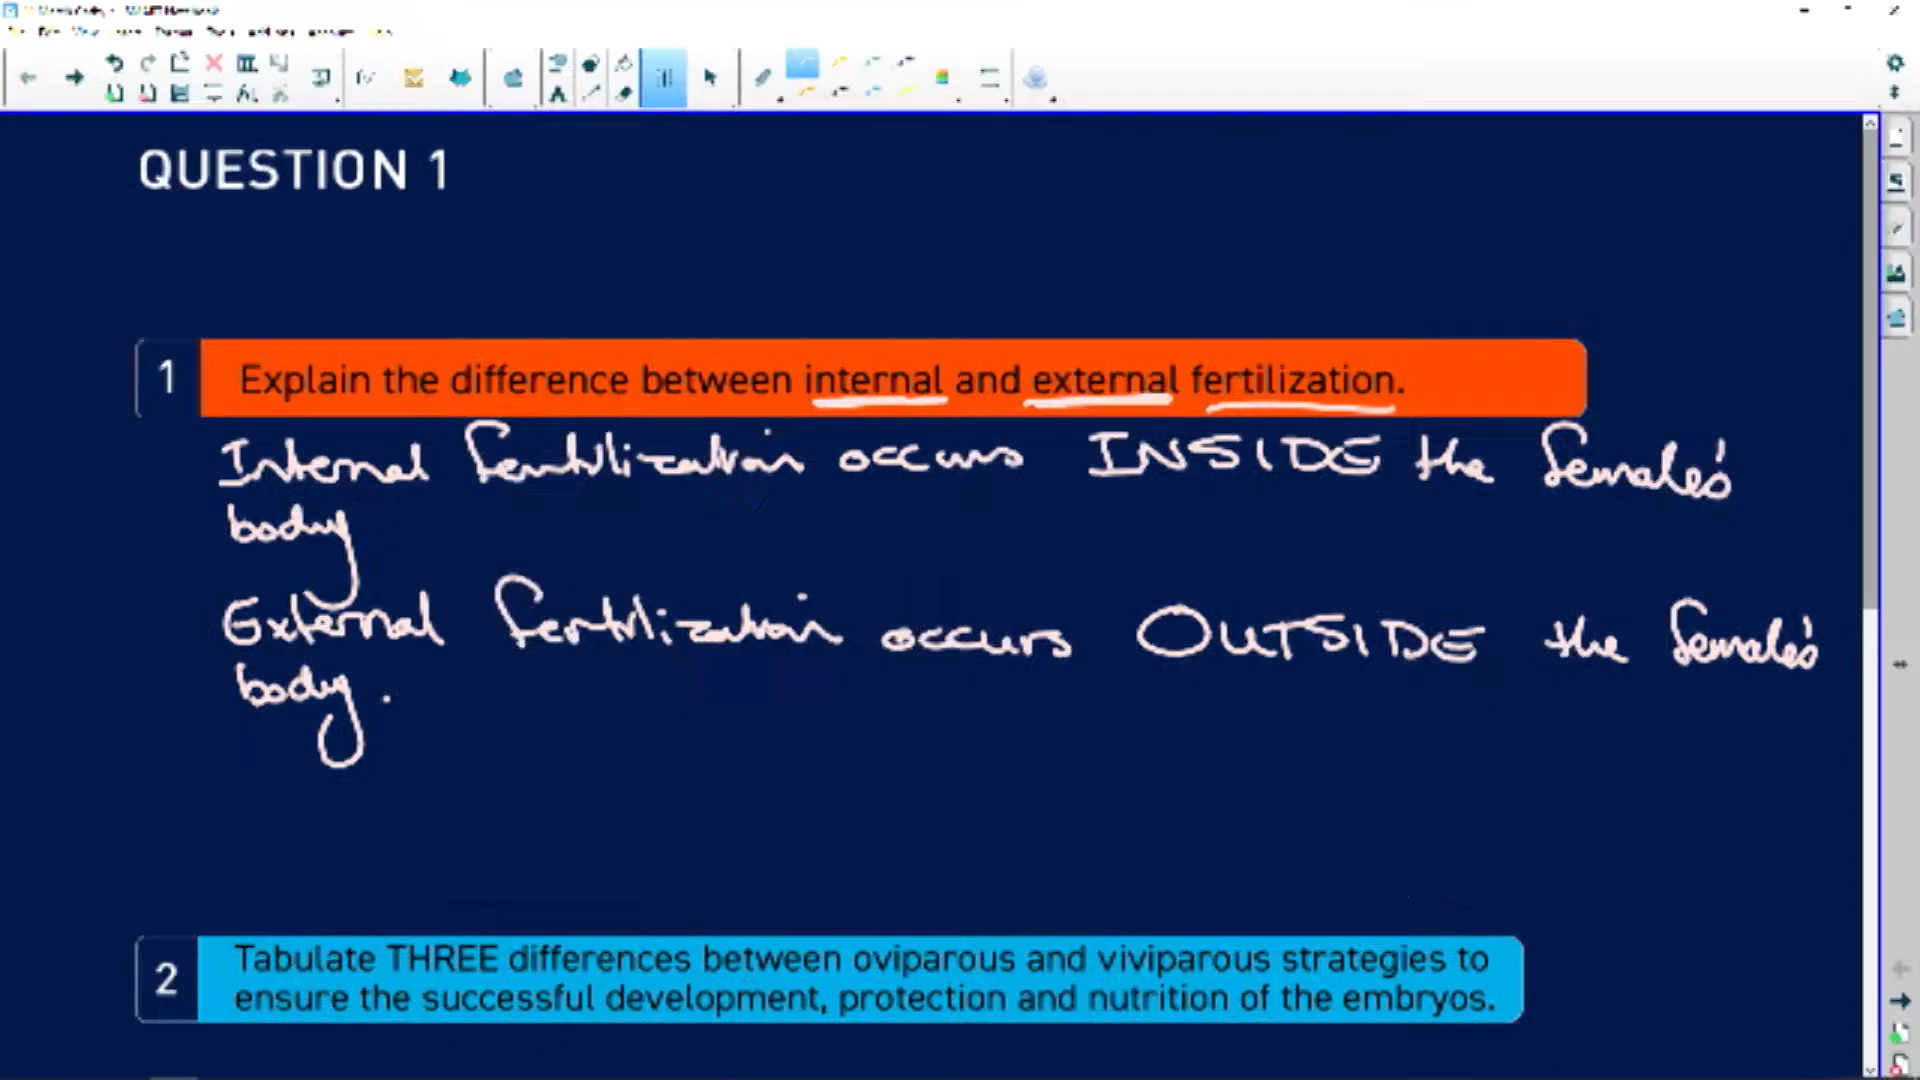 QUESTION 1
1
Explain the difference between internal and external fertilization.
Internal fertilization occurs INSIDE the female's
body
External fertilization occurs OUTSIDE the female's
body.
2
Tabulate THREE differences between oviparous and viviparous strategies to
ensure the successful development, protection and nutrition of the embryos.